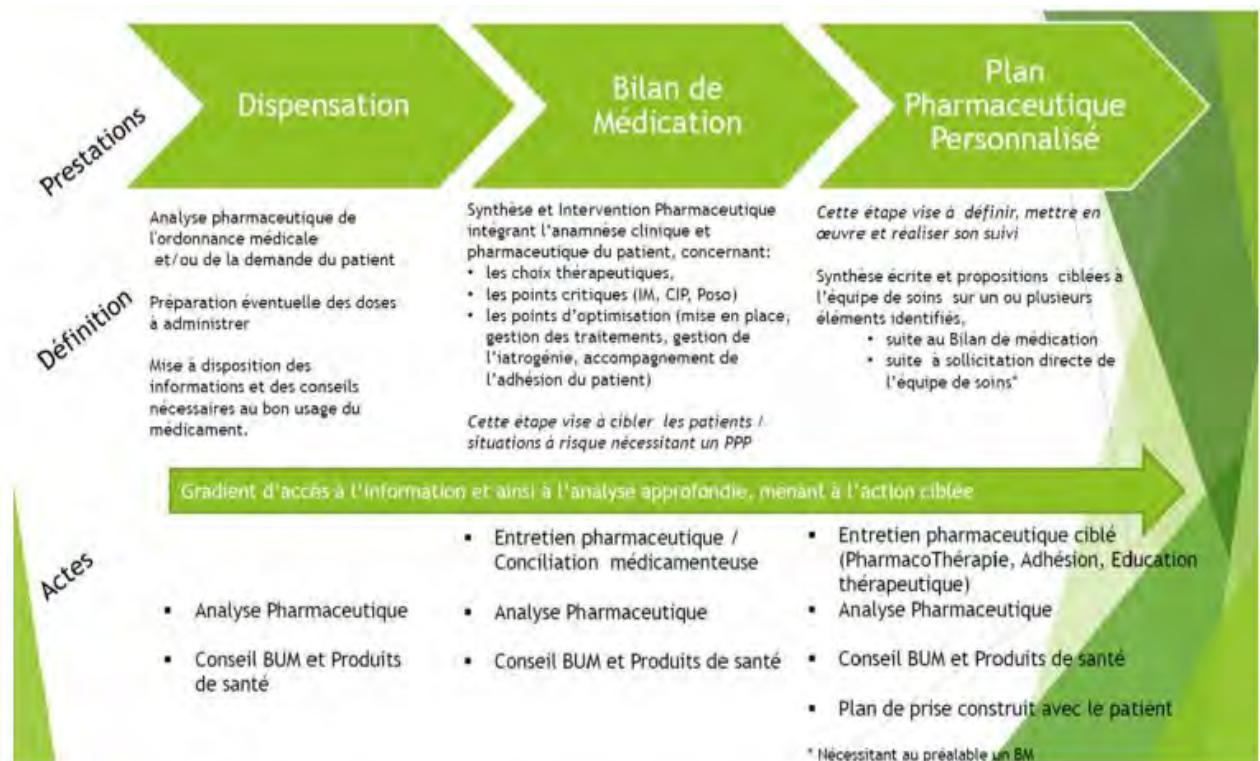 Prestations
Dispensation
Bilan de
Médication
Plan
Pharmaceutique
Personnalisé
Définition
Analyse pharmaceutique de
l'ordonnance médicale
et/ou de la demande du patient
Préparation éventuelle des doses
à administrer
Mise à disposition des
informations et des conseils
nécessaires au bon usage du
médicament.
Synthèse et Intervention Pharmaceutique
intégrant l'anamnèse clinique et
pharmaceutique du patient, concernant:
• les choix thérapeutiques,
• les points critiques (IM, CIP, Poso)
• les points d'optimisation (mise en place,
gestion des traitements, gestion de
l'iatrogénie, accompagnement de
l'adhésion du patient)
Cette étape vise à cibler les patients /
situations à risque nécessitant un PPP
Cette étape vise à définir, mettre en
œuvre et réaliser son suivi
Synthèse écrite et propositions ciblées à
l'équipe de soins sur un ou plusieurs
éléments identifiés,
• suite au Bilan de médication
• suite à sollicitation directe de
l'équipe de soins*
Gradient d'accès à l'information et ainsi à l'analyse approfondie, menant à l'action ciblée
Actes
▪ Analyse Pharmaceutique
▪ Conseil BUM et Produits
de santé
▪ Entretien pharmaceutique /
Conciliation médicamenteuse
▪ Analyse Pharmaceutique
▪ Conseil BUM et Produits de santé
▪ Entretien pharmaceutique ciblé
(PharmacoThérapie, Adhésion, Education
thérapeutique)
▪ Analyse Pharmaceutique
▪ Conseil BUM et Produits de santé
▪ Plan de prise construit avec le patient
* Nécessitant au préalable un BM